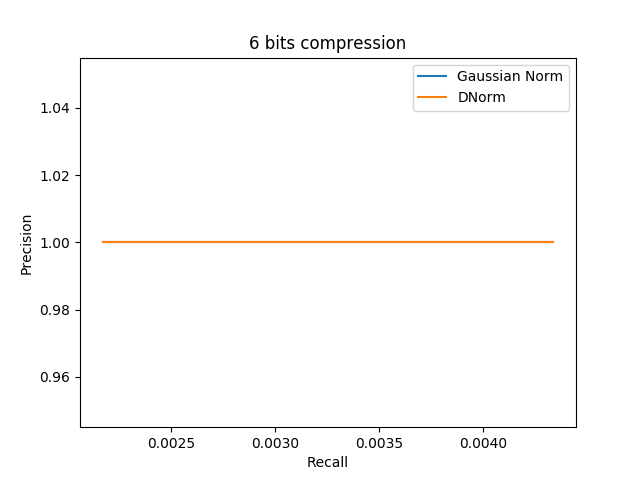 6 bits compression
Gaussian Norm
DNorm
1.04
1.02
1.00
0.98
0.96
Precision
0.0025
0.0030
0.0035
0.0040
Recall